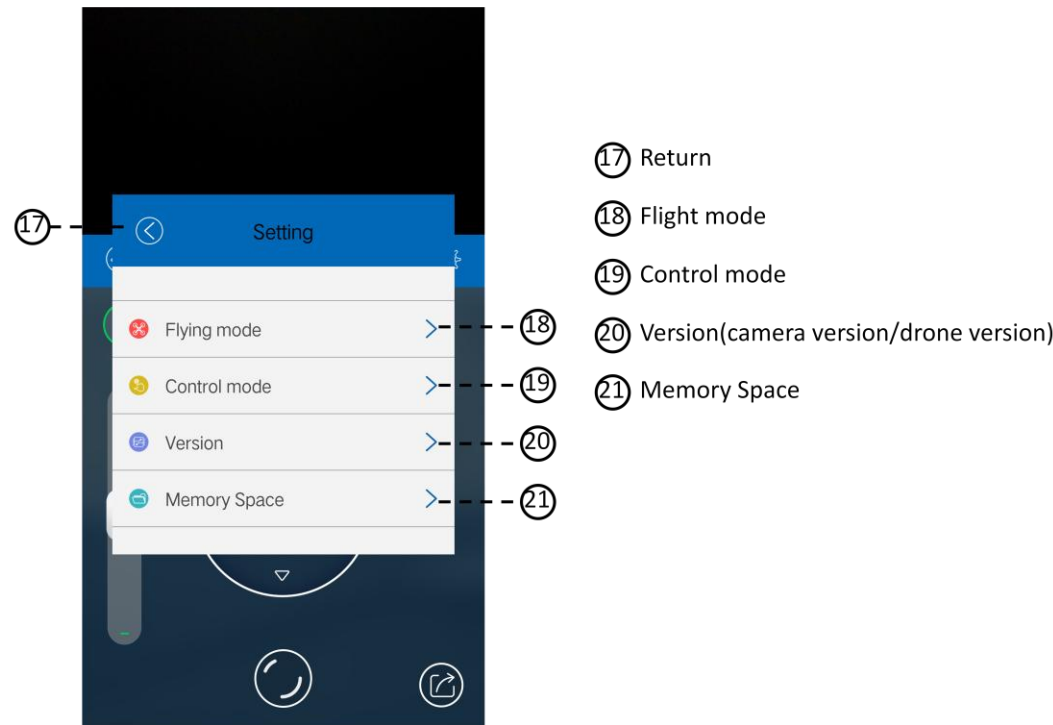 17
Setting
Flying mode
18
Control mode
19
Version
20
Memory Space
21
17 Return
18 Flight mode
19 Control mode
20 Version(camera version/drone version)
21 Memory Space